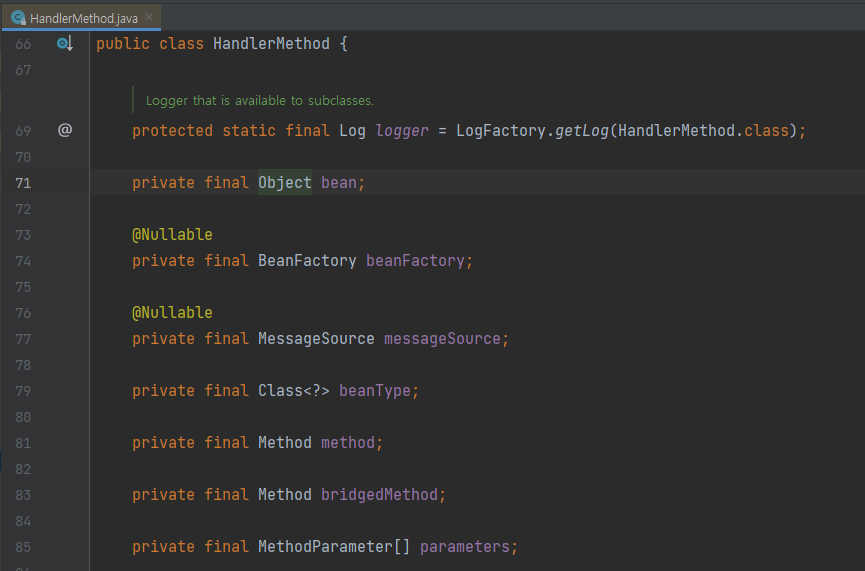 HandlerMethod.java
66 public class HandlerMethod {
67
Logger that is available to subclasses.
69 @ protected static final Log logger = LogFactory.getLog(HandlerMethod.class);
70
71 private final Object bean;
72
73 @Nullable
74 private final BeanFactory beanFactory;
75
76 @Nullable
77 private final MessageSource messageSource;
78
79 private final Class<?> beanType;
80
81 private final Method method;
82
83 private final Method bridgedMethod;
84
85 private final MethodParameter[] parameters;